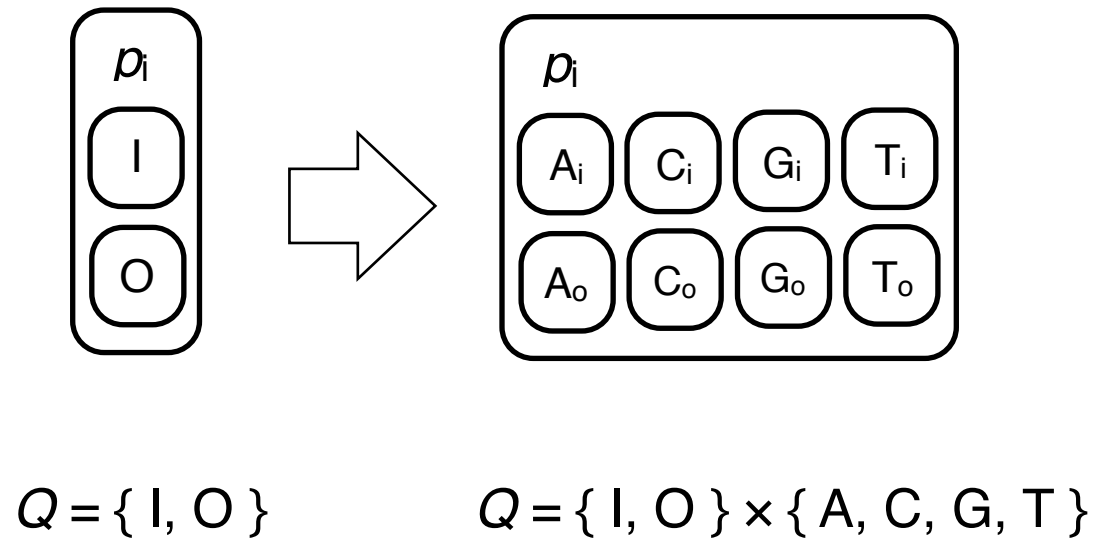 pᵢ
I
O
pᵢ
Aᵢ Cᵢ Gᵢ Tᵢ
Aₒ Cₒ Gₒ Tₒ
Q = { I, O }
Q = { I, O } × { A, C, G, T }